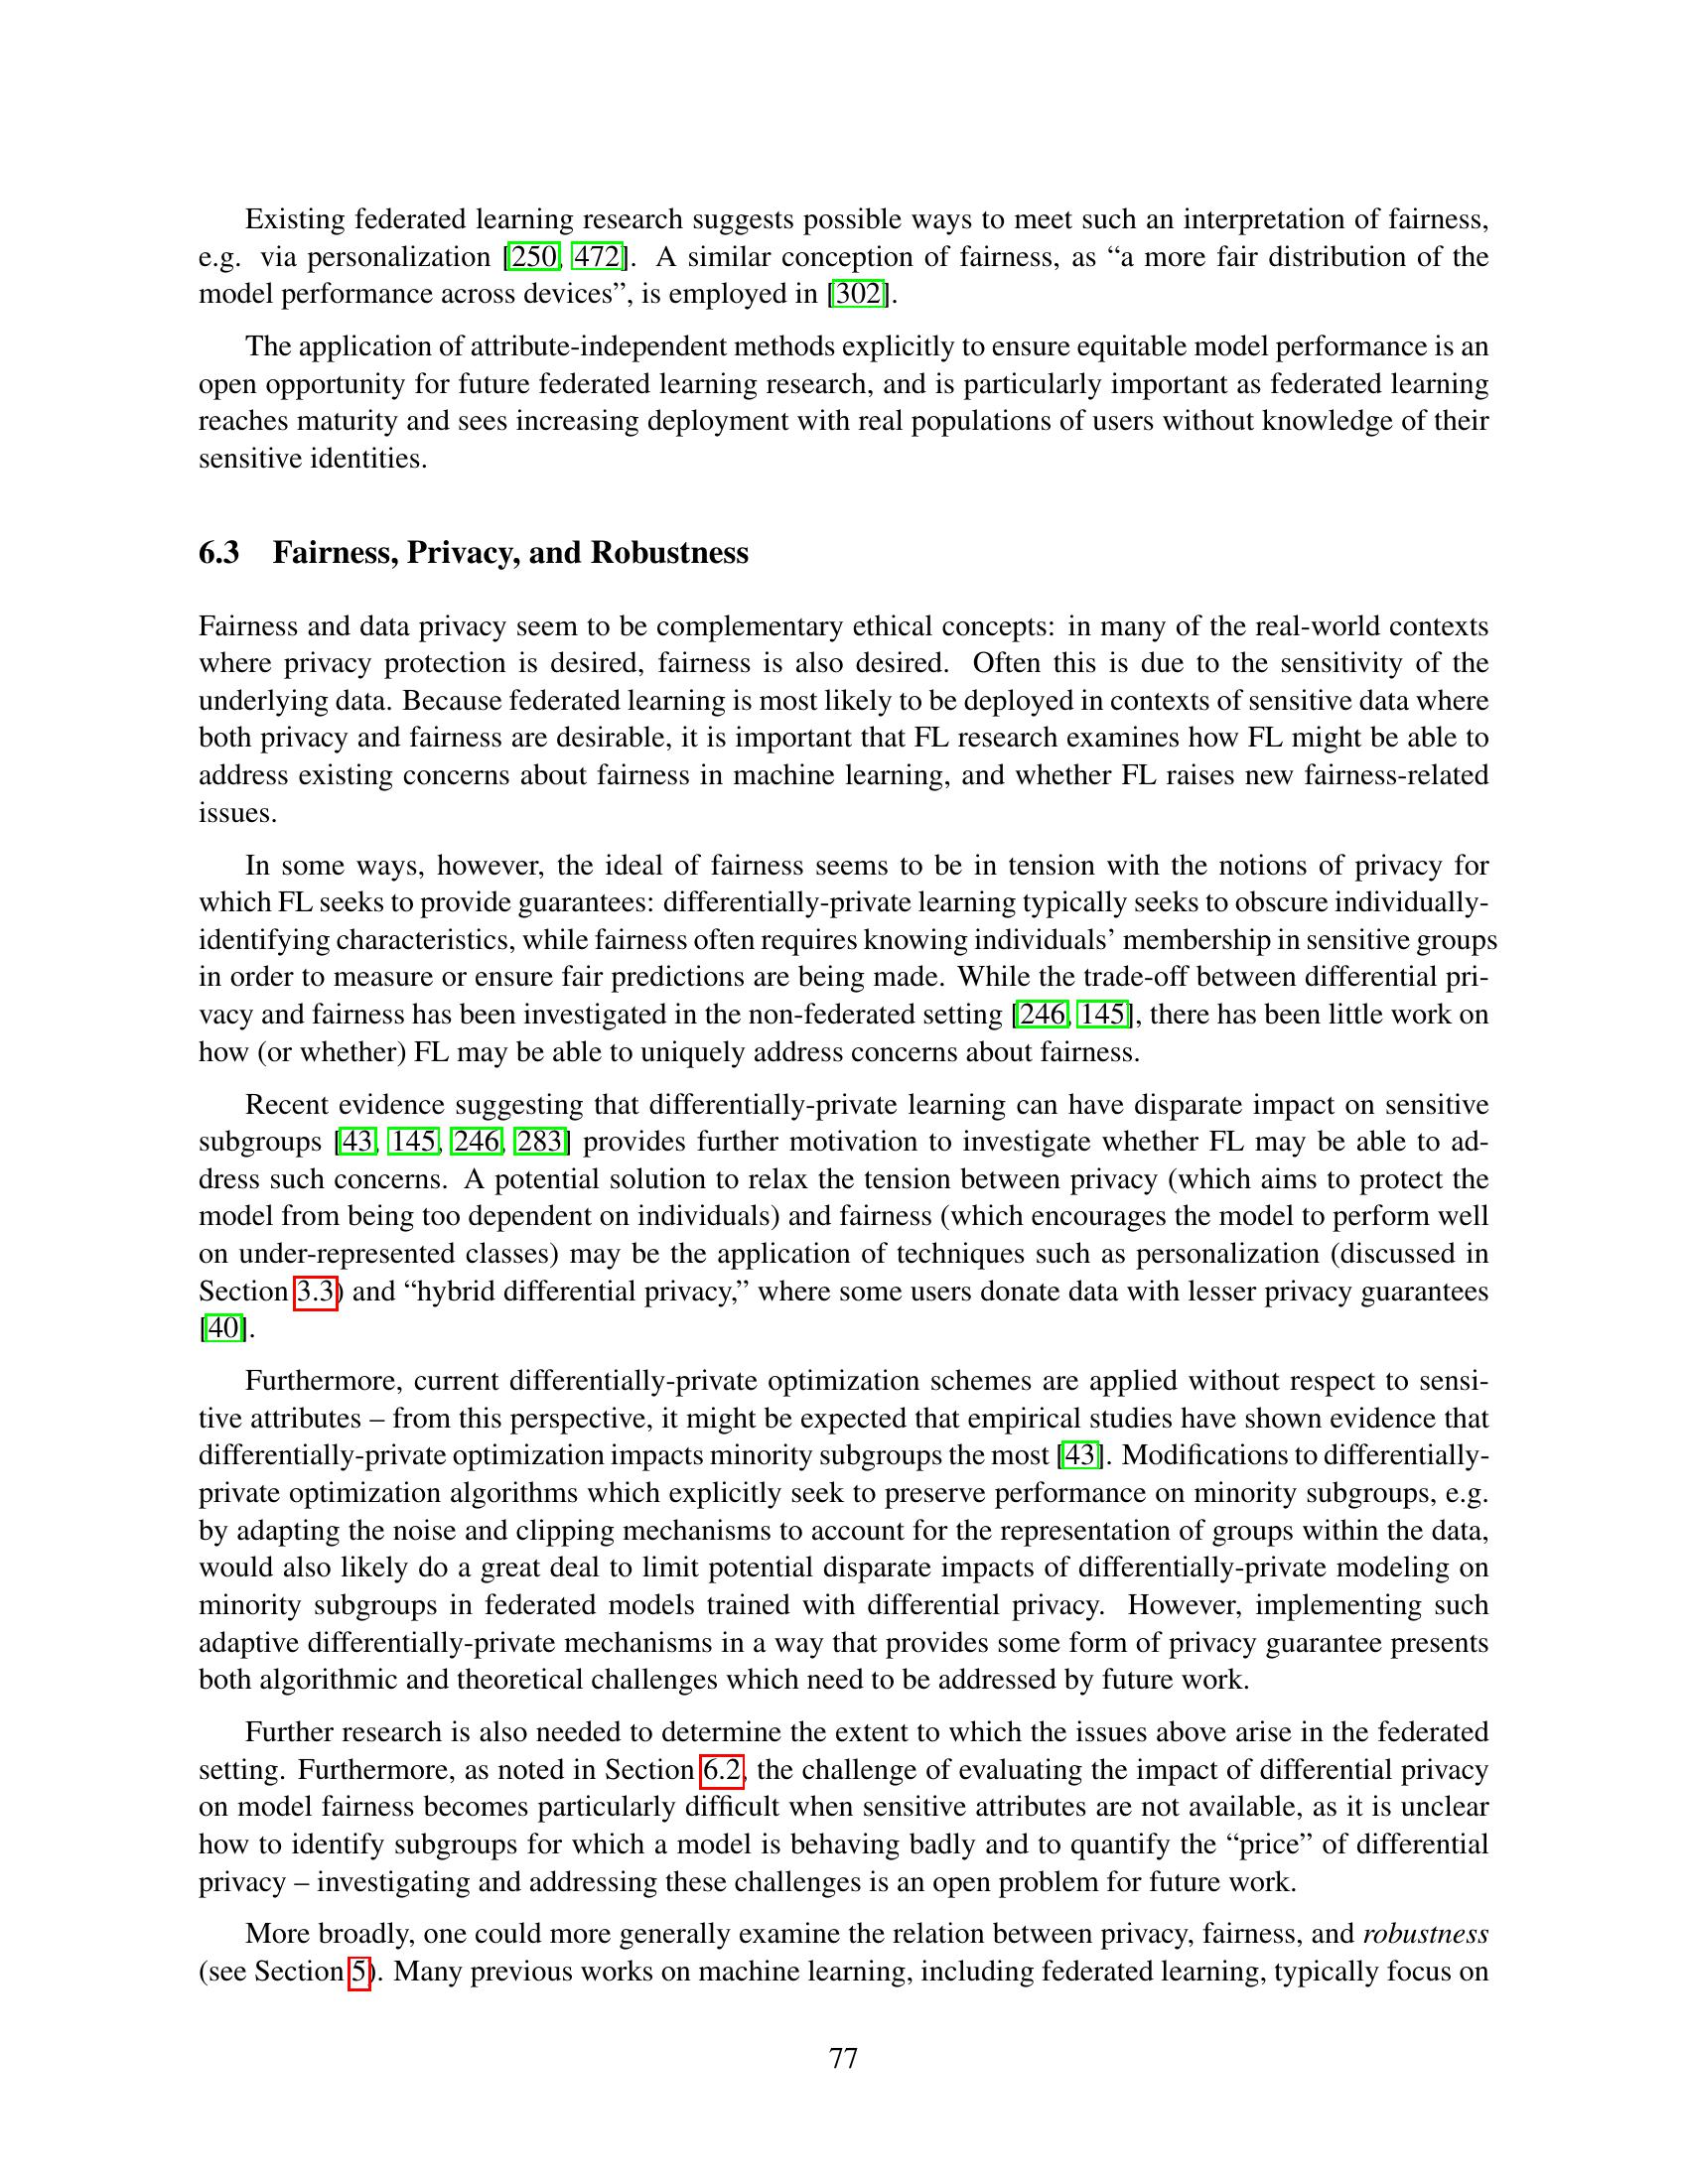 Existing federated learning research suggests possible ways to meet such an interpretation of fairness,
e.g. via personalization [250, 472]. A similar conception of fairness, as “a more fair distribution of the
model performance across devices”, is employed in [302].
The application of attribute-independent methods explicitly to ensure equitable model performance is an
open opportunity for future federated learning research, and is particularly important as federated learning
reaches maturity and sees increasing deployment with real populations of users without knowledge of their
sensitive identities.
6.3 Fairness, Privacy, and Robustness
Fairness and data privacy seem to be complementary ethical concepts: in many of the real-world contexts
where privacy protection is desired, fairness is also desired. Often this is due to the sensitivity of the
underlying data. Because federated learning is most likely to be deployed in contexts of sensitive data where
both privacy and fairness are desirable, it is important that FL research examines how FL might be able to
address existing concerns about fairness in machine learning, and whether FL raises new fairness-related
issues.
In some ways, however, the ideal of fairness seems to be in tension with the notions of privacy for
which FL seeks to provide guarantees: differentially-private learning typically seeks to obscure individually-
identifying characteristics, while fairness often requires knowing individuals’ membership in sensitive groups
in order to measure or ensure fair predictions are being made. While the trade-off between differential pri-
vacy and fairness has been investigated in the non-federated setting [246, 145], there has been little work on
how (or whether) FL may be able to uniquely address concerns about fairness.
Recent evidence suggesting that differentially-private learning can have disparate impact on sensitive
subgroups [43, 145, 246, 283] provides further motivation to investigate whether FL may be able to ad-
dress such concerns. A potential solution to relax the tension between privacy (which aims to protect the
model from being too dependent on individuals) and fairness (which encourages the model to perform well
on under-represented classes) may be the application of techniques such as personalization (discussed in
Section 3.3) and “hybrid differential privacy,” where some users donate data with lesser privacy guarantees
[40].
Furthermore, current differentially-private optimization schemes are applied without respect to sensi-
tive attributes – from this perspective, it might be expected that empirical studies have shown evidence that
differentially-private optimization impacts minority subgroups the most [43]. Modifications to differentially-
private optimization algorithms which explicitly seek to preserve performance on minority subgroups, e.g.
by adapting the noise and clipping mechanisms to account for the representation of groups within the data,
would also likely do a great deal to limit potential disparate impacts of differentially-private modeling on
minority subgroups in federated models trained with differential privacy. However, implementing such
adaptive differentially-private mechanisms in a way that provides some form of privacy guarantee presents
both algorithmic and theoretical challenges which need to be addressed by future work.
Further research is also needed to determine the extent to which the issues above arise in the federated
setting. Furthermore, as noted in Section 6.2, the challenge of evaluating the impact of differential privacy
on model fairness becomes particularly difficult when sensitive attributes are not available, as it is unclear
how to identify subgroups for which a model is behaving badly and to quantify the “price” of differential
privacy – investigating and addressing these challenges is an open problem for future work.
More broadly, one could more generally examine the relation between privacy, fairness, and robustness
(see Section 5). Many previous works on machine learning, including federated learning, typically focus on
77